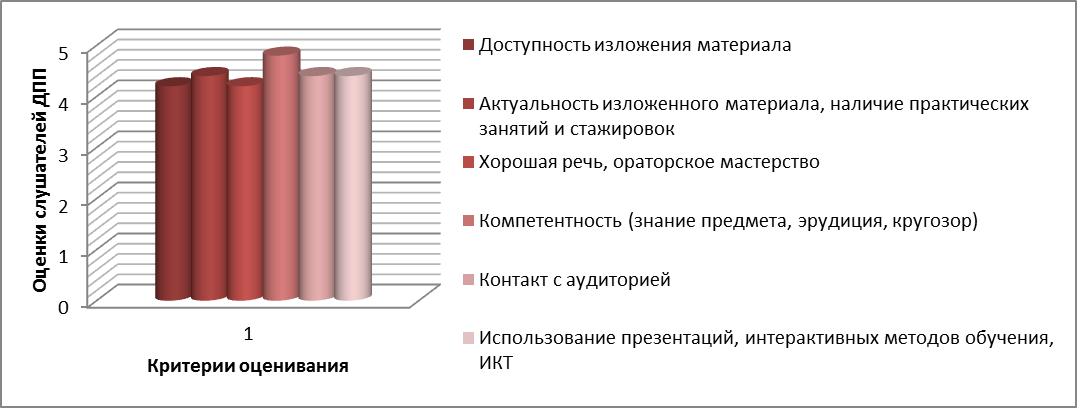 Оценки слушателей ДПП
5
4
3
2
1
0
1
Критерии оценивания
Доступность изложения материала
Актуальность изложенного материала, наличие практических
занятий и стажировок
Хорошая речь, ораторское мастерство
Компетентность (знание предмета, эрудиция, кругозор)
Контакт с аудиторией
Использование презентаций, интерактивных методов обучения,
ИКТ